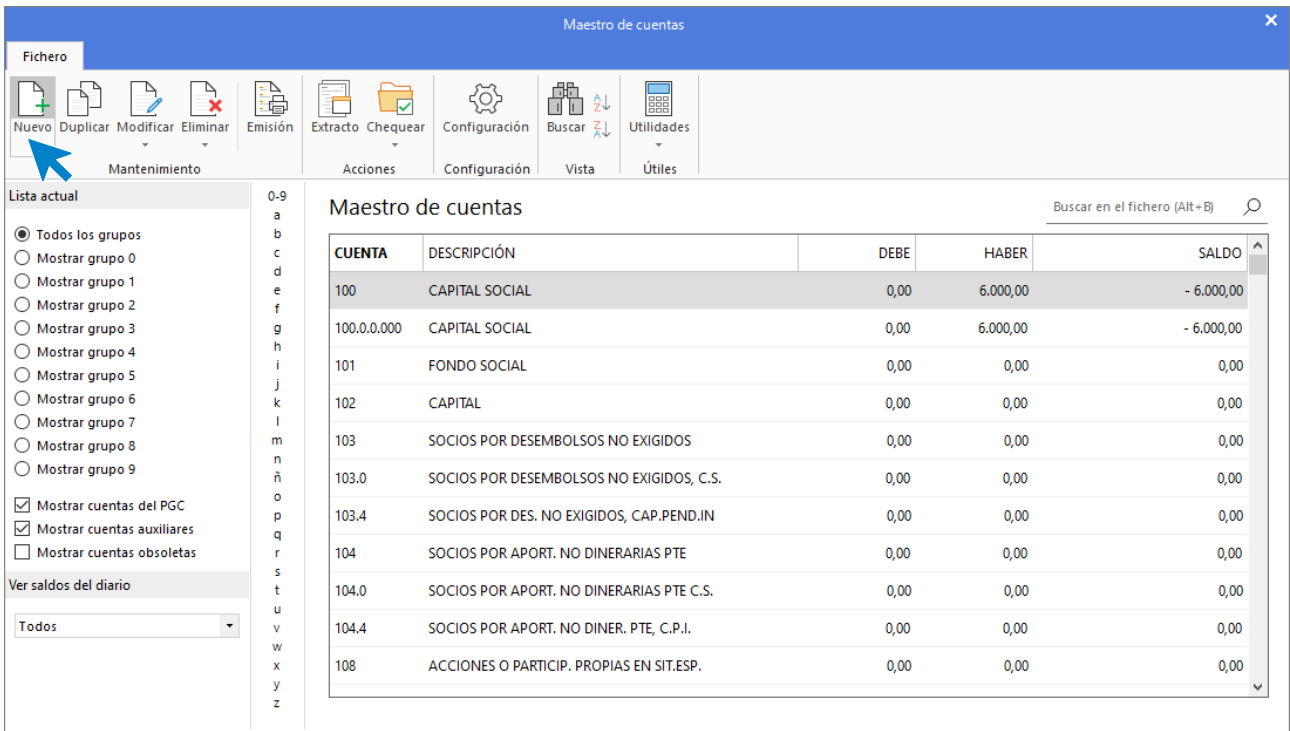 Maestro de cuentas
Fichero
Nuevo Duplicar Modificar Eliminar Emisión Extracto Chequear Configuración Buscar Utilidades
Mantenimiento Acciones Configuración Vista Útiles
Lista actual
Todos los grupos
Mostrar grupo 0
Mostrar grupo 1
Mostrar grupo 2
Mostrar grupo 3
Mostrar grupo 4
Mostrar grupo 5
Mostrar grupo 6
Mostrar grupo 7
Mostrar grupo 8
Mostrar grupo 9
Mostrar cuentas del PGC
Mostrar cuentas auxiliares
Mostrar cuentas obsoletas
Ver saldos del diario
Todos
0-9
a
b
c
d
e
f
g
h
i
j
k
l
m
n
ñ
o
p
q
r
s
t
u
v
w
x
y
z
Maestro de cuentas
Buscar en el fichero (Alt+B)
CUENTA DESCRIPCIÓN DEBE HABER SALDO
100 CAPITAL SOCIAL 0,00 6.000,00 - 6.000,00
100.0.0.000 CAPITAL SOCIAL 0,00 6.000,00 - 6.000,00
101 FONDO SOCIAL 0,00 0,00 0,00
102 CAPITAL 0,00 0,00 0,00
103 SOCIOS POR DESEMBOLSOS NO EXIGIDOS 0,00 0,00 0,00
103.0 SOCIOS POR DESEMBOLSOS NO EXIGIDOS, C.S. 0,00 0,00 0,00
103.4 SOCIOS POR DES. NO EXIGIDOS, CAP.PEND.IN 0,00 0,00 0,00
104 SOCIOS POR APORT. NO DINERARIAS PTE 0,00 0,00 0,00
104.0 SOCIOS POR APORT. NO DINERARIAS PTE C.S. 0,00 0,00 0,00
104.4 SOCIOS POR APORT. NO DINER. PTE, C.P.I. 0,00 0,00 0,00
108 ACCIONES O PARTICIP. PROPIAS EN SIT.ESP. 0,00 0,00 0,00